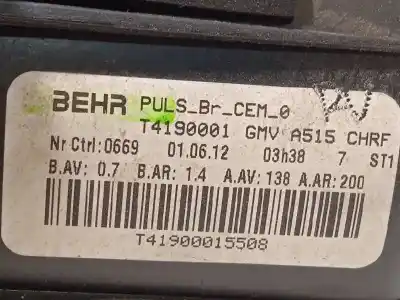 BEHR PULS_Br_CEM_0
T4190001 GMV A515 CHRF
Nr Ctrl:0669 01.06.12 03h38 7 ST1
B.AV: 0.7 B.AR: 1.4 A.AV: 138 A.AR: 200
T41900015508